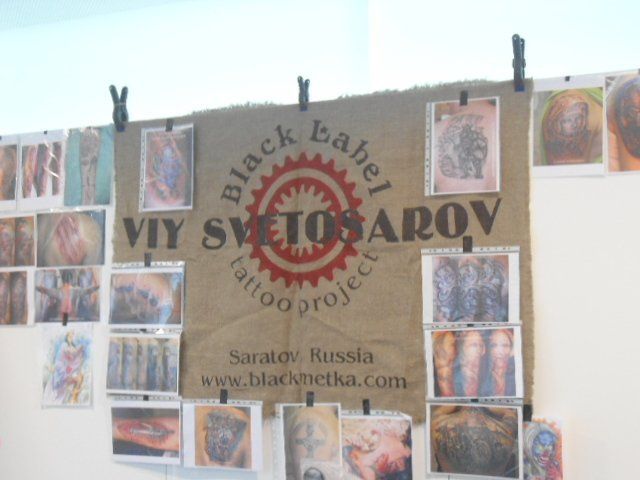 Black Label
VIY SVETOSAROV
tattoo project
Saratov, Russia
www.blackmetka.com